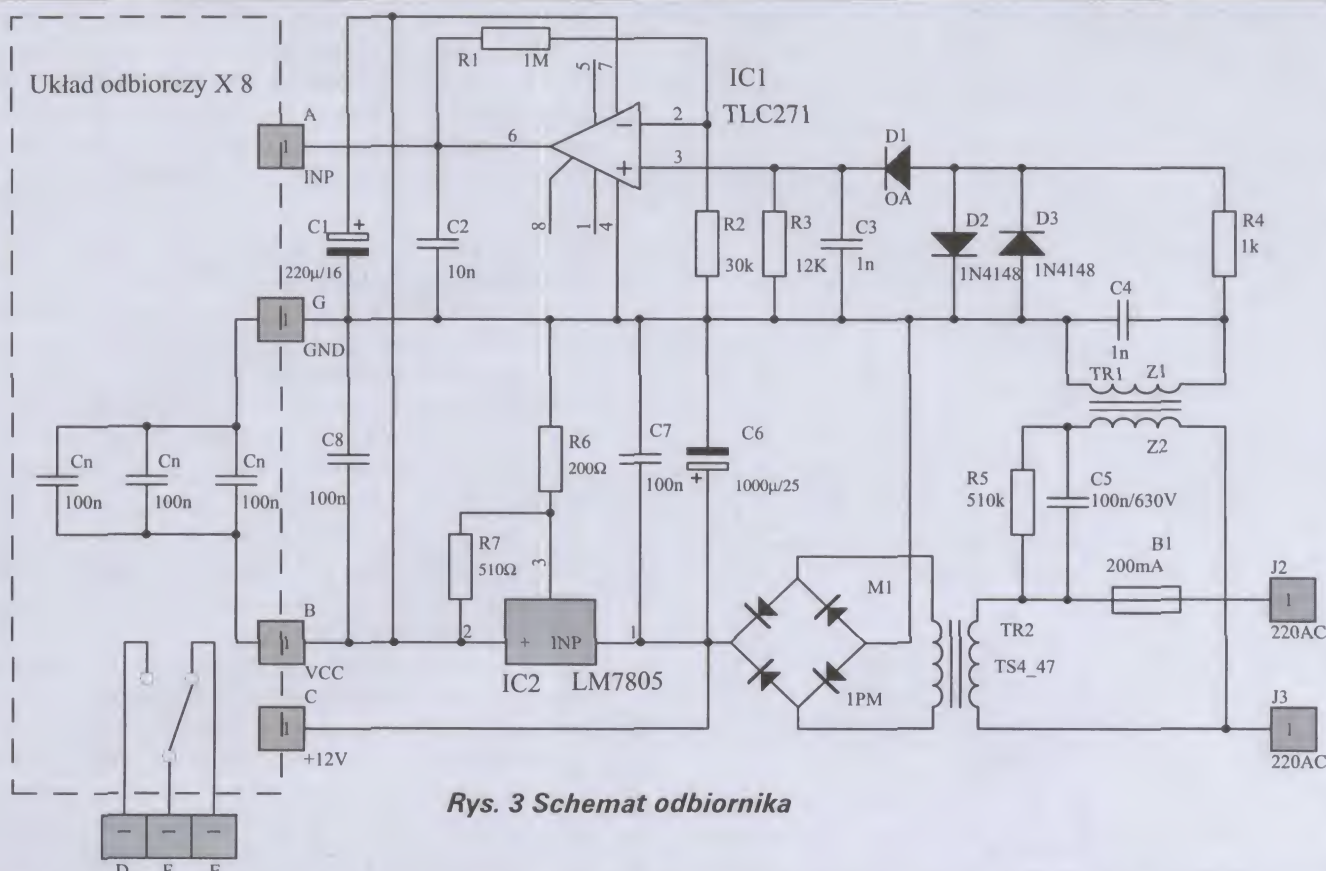 Układ odbiorczy X 8
A
1
INP
R1 1M
5
7
IC1
TLC271
6
2
3
8
1
4
C1
220μ/16
C2
10n
R2
30k
R3
12K
C3
1n
D1
OA
D2
1N4148
D3
1N4148
R4
1k
C4
1n
G
1
GND
TR1 Z1
Z2
Cn
100n
Cn
100n
Cn
100n
C8
100n
R6
200Ω
C7
100n
C6
1000μ/25
R5
510k
C5
100n/630V
R7
510Ω
3
B1
200mA
J2
1
220AC
B
1
VCC
2
+ INP
1
IC2 LM7805
M1
1PM
TR2
TS4_47
C
1
+12V
J3
1
220AC
Rys. 3 Schemat odbiornika